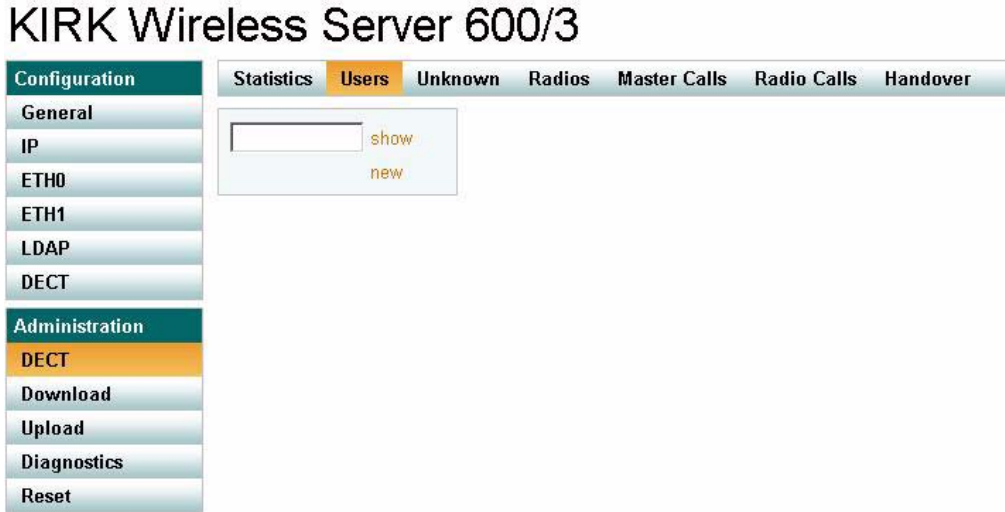 KIRK Wireless Server 600/3
Configuration
General
IP
ETH0
ETH1
LDAP
DECT
Administration
DECT
Download
Upload
Diagnostics
Reset
Statistics Users Unknown Radios Master Calls Radio Calls Handover
show
new